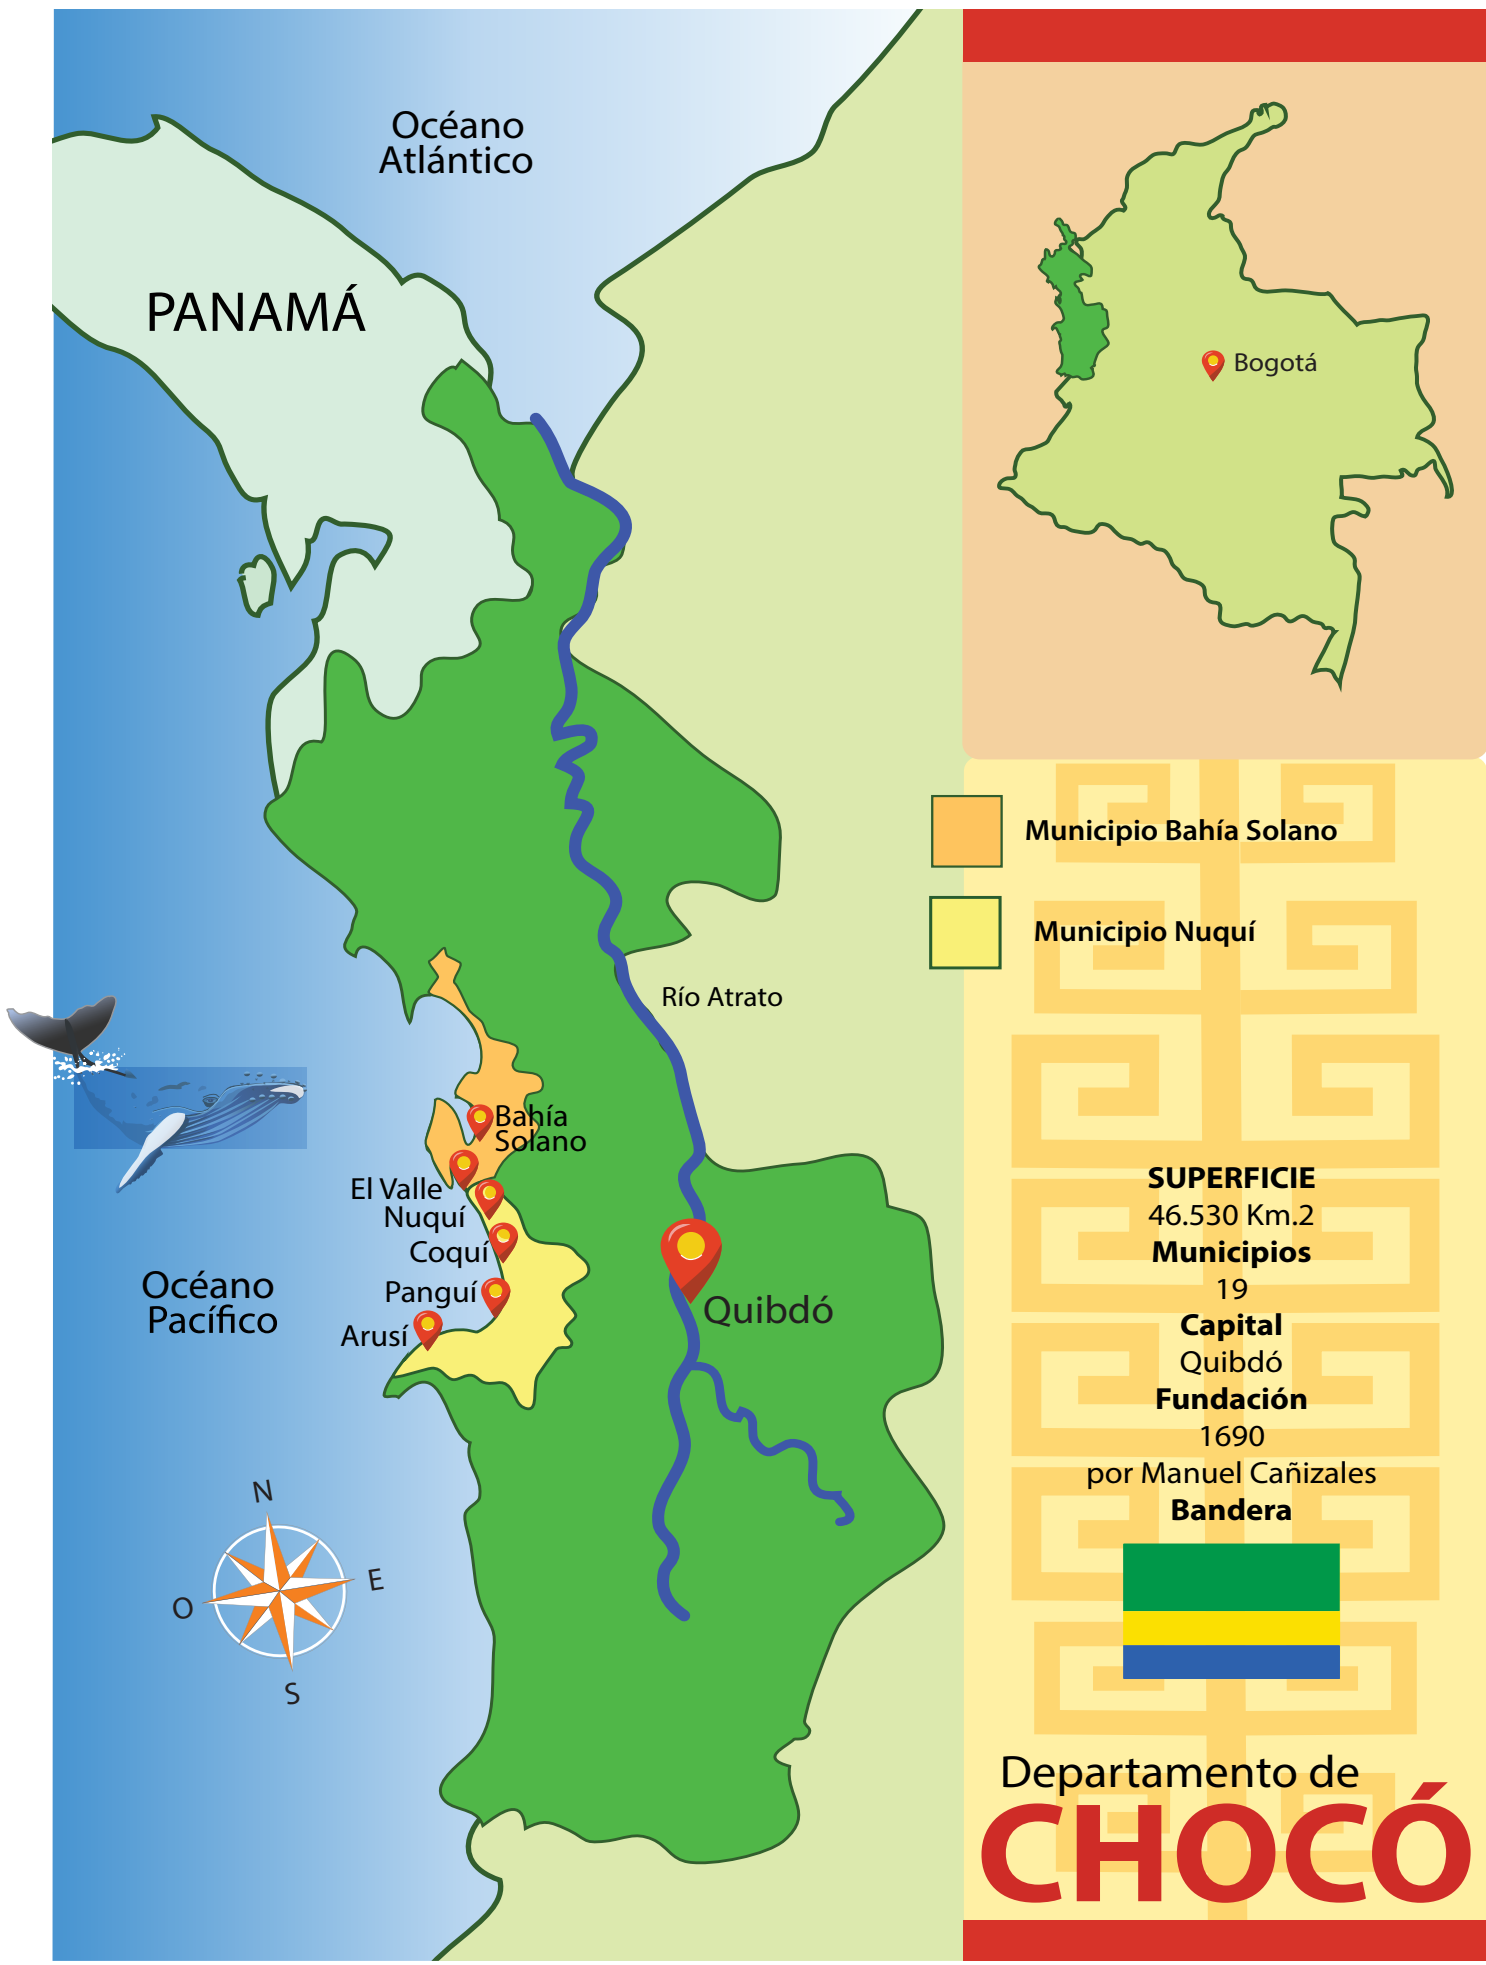 Océano
Atlántico
PANAMÁ
Bogotá
Municipio Bahía Solano
Municipio Nuquí
Río Atrato
Bahía
Solano
El Valle
Nuquí
Coquí
Panguí
Arusí
Océano
Pacífico
Quibdó
N
E
O
S
SUPERFICIE
46.530 Km.2
Municipios
19
Capital
Quibdó
Fundación
1690
por Manuel Cañizales
Bandera
Departamento de
CHOCÓ